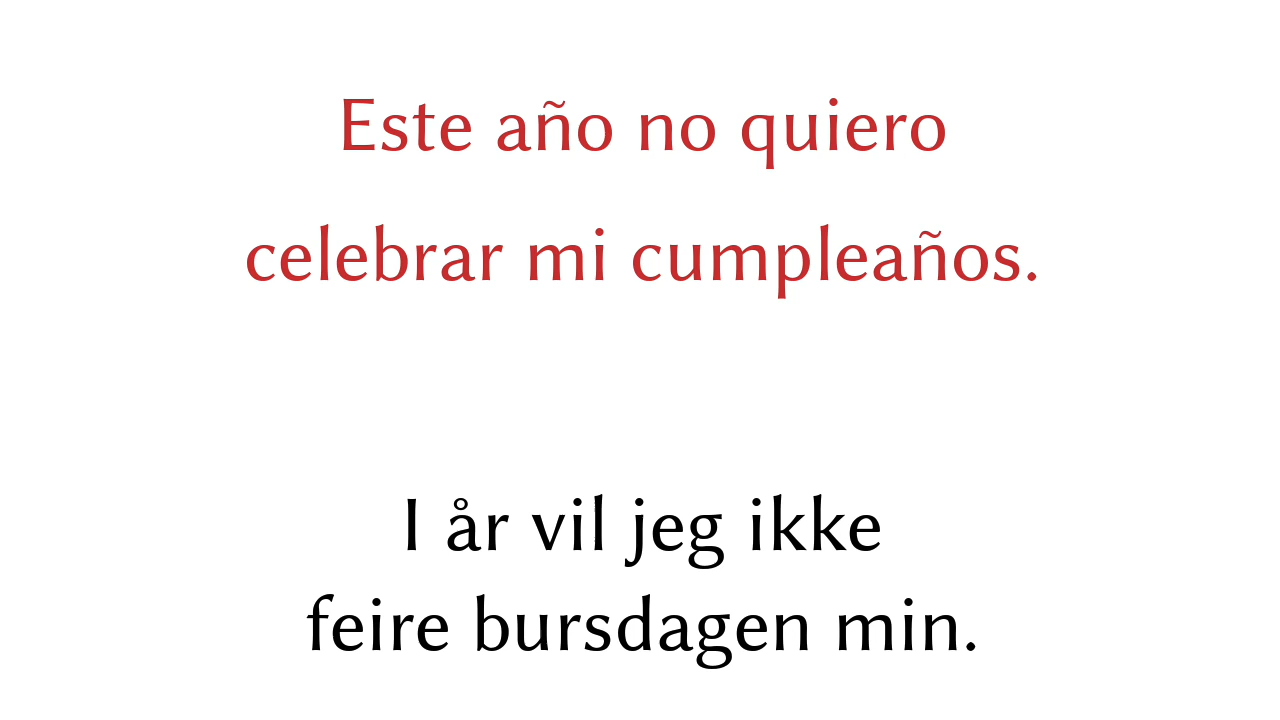 Este año no quiero
celebrar mi cumpleaños.
I år vil jeg ikke
feire bursdagen min.